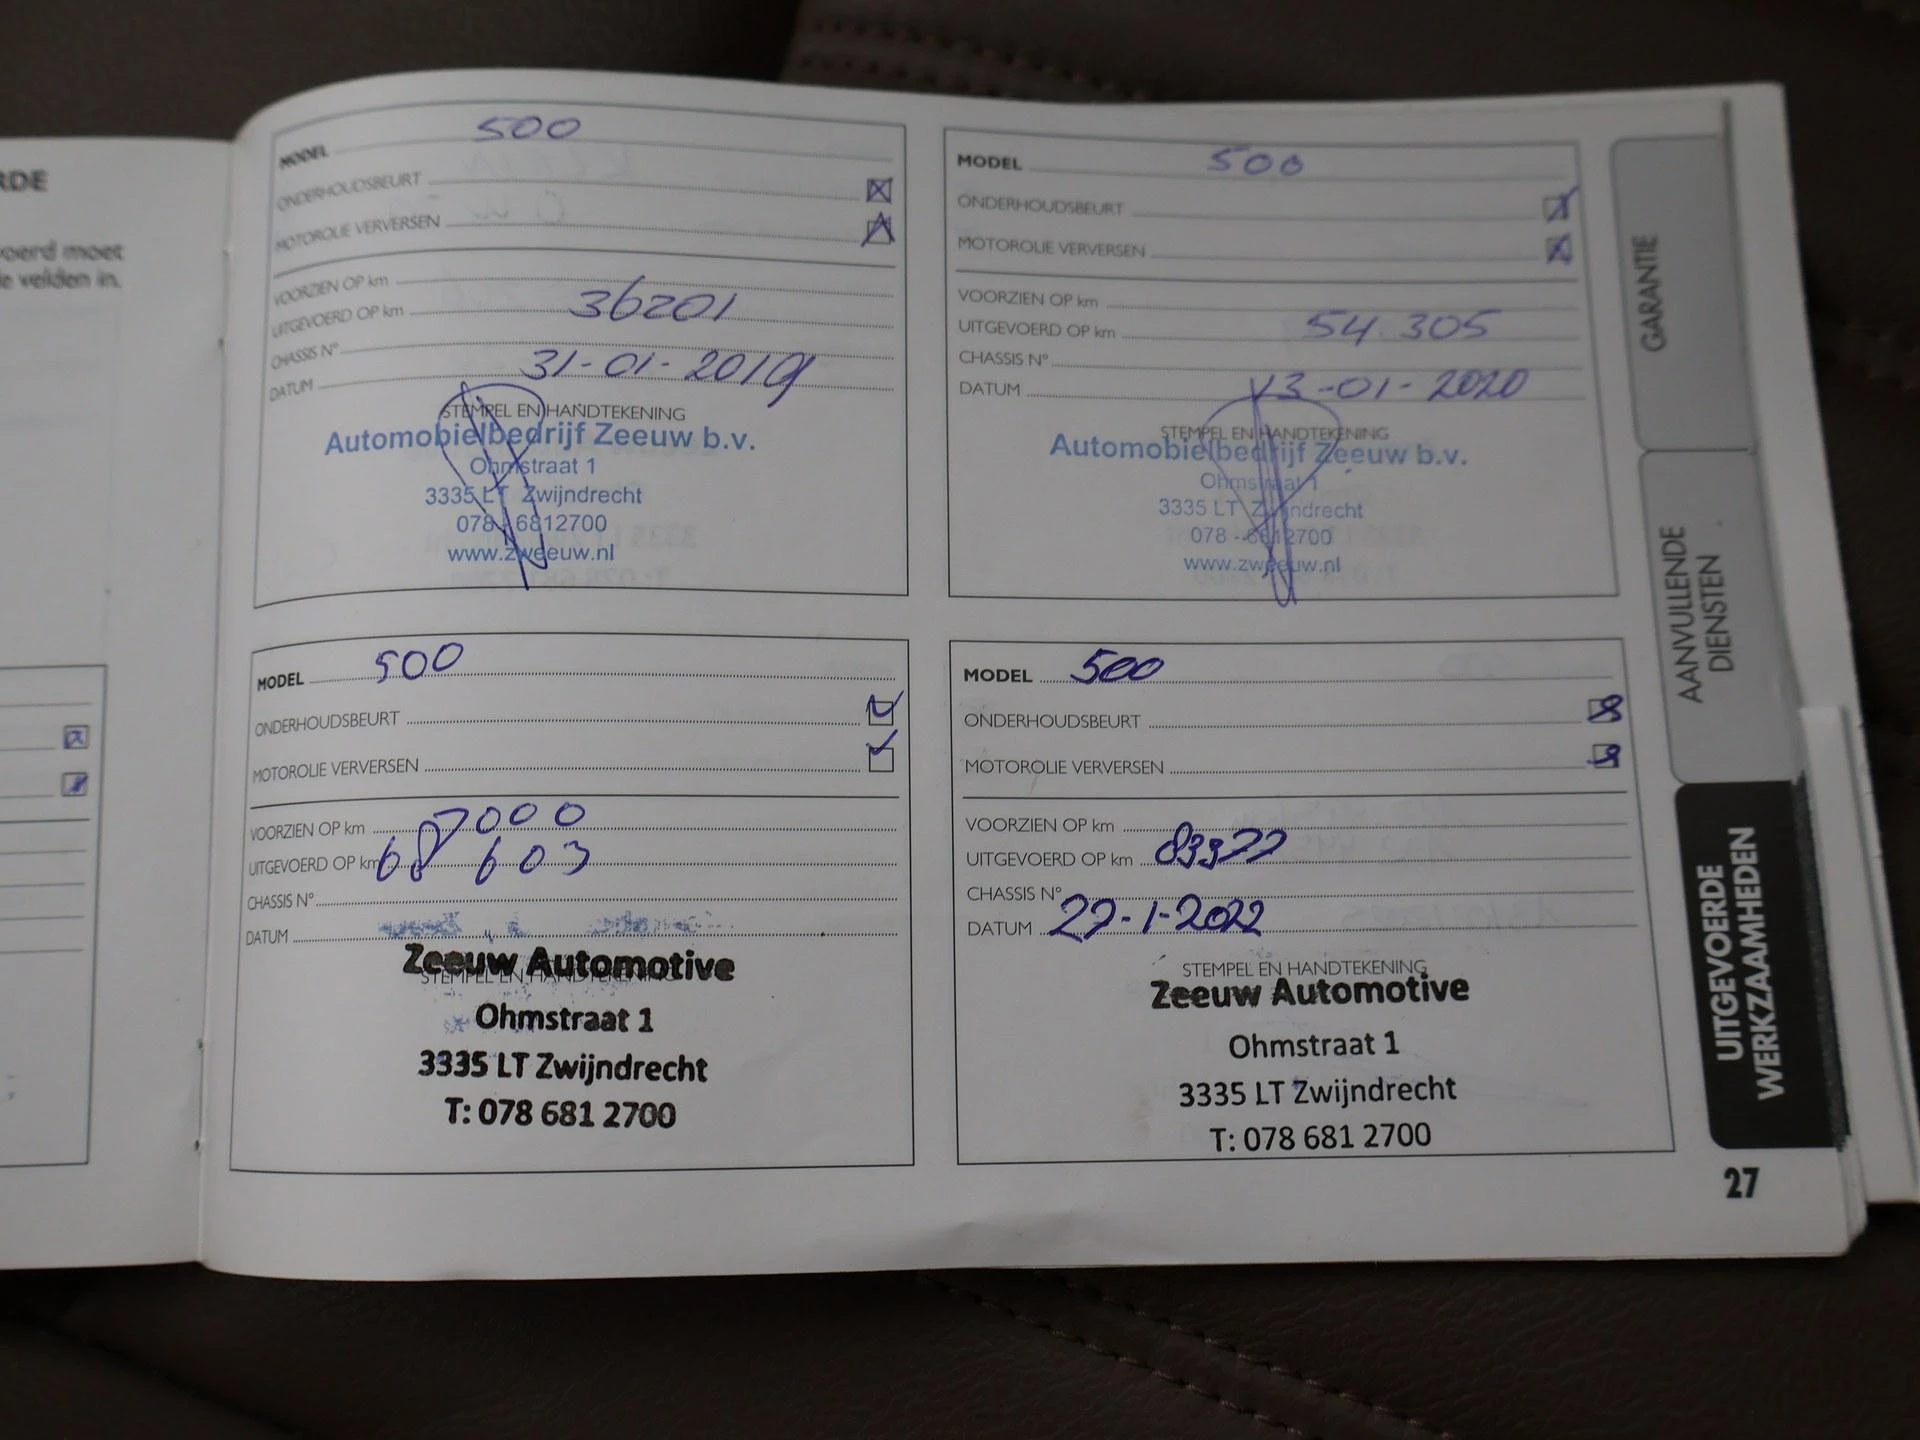 RDE
voerd moet
le velden in.
MODEL 500
ONDERHOUDSBEURT
MOTOROLIE VERVERSEN
VOORZIEN OP km
UITGEVOERD OP km 36201
CHASSIS N°
DATUM 31-01-2019
STEMPEL EN HANDTEKENING
Automobielbedrijf Zeeuw b.v.
Ohmstraat 1
3335 LT Zwijndrecht
078 - 6812700
www.zweeuw.nl
MODEL 500
ONDERHOUDSBEURT
MOTOROLIE VERVERSEN
VOORZIEN OP km
UITGEVOERD OP km 54.305
CHASSIS N°
DATUM 13-01-2020
STEMPEL EN HANDTEKENING
Automobielbedrijf Zeeuw b.v.
Ohmstraat 1
3335 LT Zwijndrecht
078 - 6812700
www.zweeuw.nl
MODEL 500
ONDERHOUDSBEURT
MOTOROLIE VERVERSEN
VOORZIEN OP km
UITGEVOERD OP km 68 603
CHASSIS N°
DATUM
STEMPEL EN HANDTEKENING
Zeeuw Automotive
Ohmstraat 1
3335 LT Zwijndrecht
T: 078 681 2700
MODEL 500
ONDERHOUDSBEURT
MOTOROLIE VERVERSEN
VOORZIEN OP km
UITGEVOERD OP km
CHASSIS N°
DATUM 27-1-2022
STEMPEL EN HANDTEKENING
Zeeuw Automotive
Ohmstraat 1
3335 LT Zwijndrecht
T: 078 681 2700
GARANTIE
AANVULLENDE
DIENSTEN
UITGEVOERDE
WERKZAAMHEDEN
27